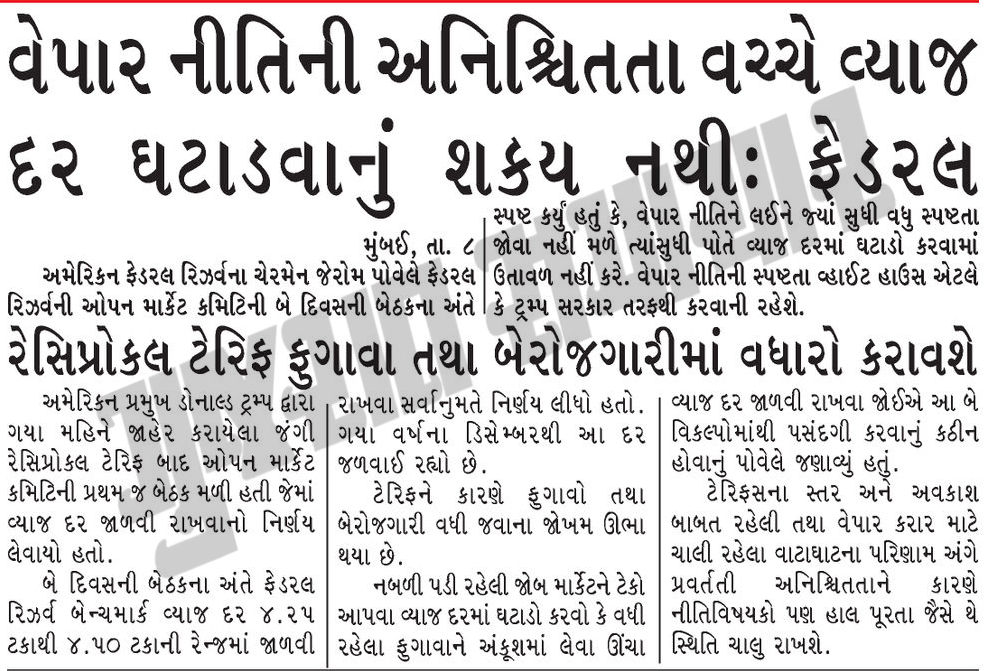 વેપાર નીતિની અનિશ્ચિતતા વચ્ચે વ્યાજ
દર ઘટાડવાનું શકય નથી: ફેડરલ
મુંબઈ, તા. ૮
અમેરિકન ફેડરલ રિઝર્વના ચેરમેન જેરોમ પોવેલે ફેડરલ
રિઝર્વની ઓપન માર્કેટ કમિટિની બે દિવસની બેઠકના અંતે
સ્પષ્ટ કર્યું હતું કે, વેપાર નીતિને લઈને જ્યાં સુધી વધુ સ્પષ્ટતા
જોવા નહીં મળે ત્યાંસુધી પોતે વ્યાજ દરમાં ઘટાડો કરવામાં
ઉતાવળ નહીં કરે. વેપાર નીતિની સ્પષ્ટતા વ્હાઈટ હાઉસ એટલે
કે ટ્રમ્પ સરકાર તરફથી કરવાની રહેશે.
રેસિપ્રોકલ ટેરિફ ફુગાવા તથા બેરોજગારીમાં વધારો કરાવશે
અમેરિકન પ્રમુખ ડોનાલ્ડ ટ્રમ્પ દ્વારા
ગયા મહિને જાહેર કરાયેલા જંગી
રેસિપ્રોકલ ટેરિફ બાદ ઓપન માર્કેટ
કમિટિની પ્રથમ જ બેઠક મળી હતી જેમાં
વ્યાજ દર જાળવી રાખવાનો નિર્ણય
લેવાયો હતો.
બે દિવસની બેઠકના અંતે ફેડરલ
રિઝર્વ બેન્ચમાર્ક વ્યાજ દર ૪.૨૫
ટકાથી ૪.૫૦ ટકાની રેન્જમાં જાળવી
રાખવા સર્વાનુમતે નિર્ણય લીધો હતો.
ગયા વર્ષના ડિસેમ્બરથી આ દર
જળવાઈ રહ્યો છે.
ટેરિફને કારણે ફુગાવો તથા
બેરોજગારી વધી જવાના જોખમ ઊભા
થયા છે.
નબળી પડી રહેલી જોબ માર્કેટને ટેકો
આપવા વ્યાજ દરમાં ઘટાડો કરવો કે વધી
રહેલા ફુગાવાને અંકૂશમાં લેવા ઊંચા
વ્યાજ દર જાળવી રાખવા જોઈએ આ બે
વિકલ્પોમાંથી પસંદગી કરવાનું કઠીન
હોવાનું પોવેલે જણાવ્યું હતું.
ટેરિફસના સ્તર અને અવકાશ
બાબત રહેલી તથા વેપાર કરાર માટે
ચાલી રહેલા વાટાઘાટના પરિણામ અંગે
પ્રવર્તતી અનિશ્ચિતતાને કારણે
નીતિવિષયકો પણ હાલ પૂરતા જૈસે થે
સ્થિતિ ચાલુ રાખશે.
ગુજરાત સમાચાર